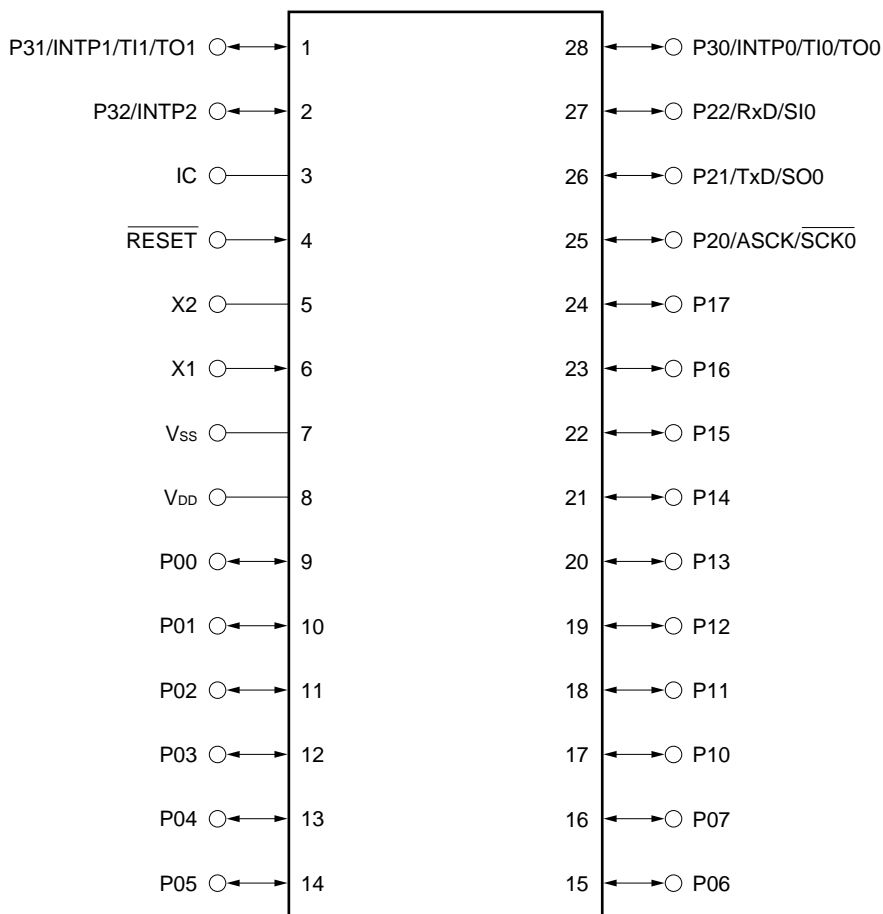 P31/INTP1/TI1/TO1 1 28 P30/INTP0/TI0/TO0
P32/INTP2 2 27 P22/RxD/SI0
IC 3 26 P21/TxD/SO0
RESET 4 25 P20/ASCK/SCK0
X2 5 24 P17
X1 6 23 P16
VSS 7 22 P15
VDD 8 21 P14
P00 9 20 P13
P01 10 19 P12
P02 11 18 P11
P03 12 17 P10
P04 13 16 P07
P05 14 15 P06